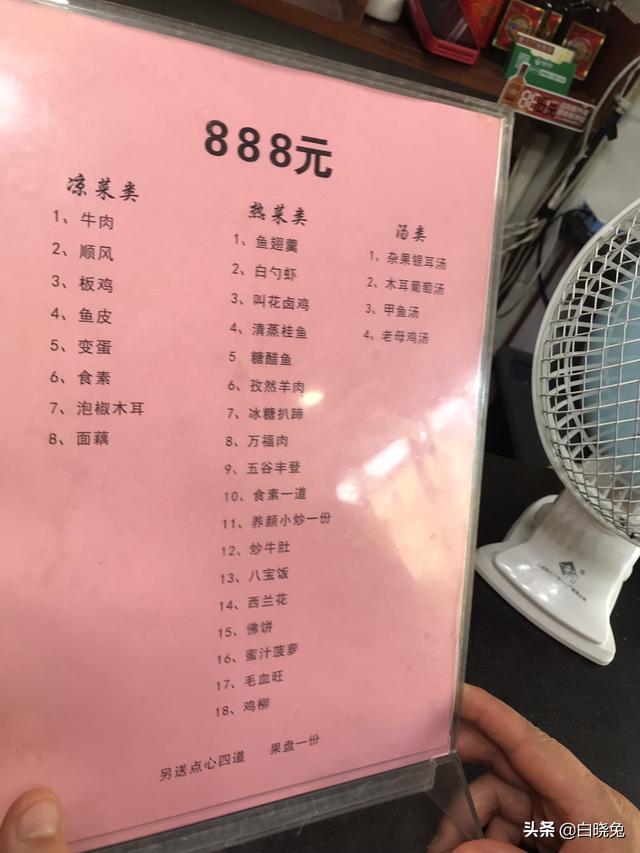 888元
凉菜类
1、牛肉
2、顺风
3、板鸡
4、鱼皮
5、变蛋
6、食素
7、泡椒木耳
8、面藕
热菜类
1、鱼翅羹
2、白勺虾
3、叫花卤鸡
4、清蒸桂鱼
5 糖醋鱼
6、孜然羊肉
7、冰糖扒蹄
8、万福肉
9、五谷丰登
10、食素一道
11、养颜小炒一份
12、炒牛肚
13、八宝饭
14、西兰花
15、佛饼
16、蜜汁菠萝
17、毛血旺
18、鸡柳
汤类
1、杂果银耳汤
2、木耳葡萄汤
3、甲鱼汤
4、老母鸡汤
另送点心四道 果盘一份
头条 @白晓兔